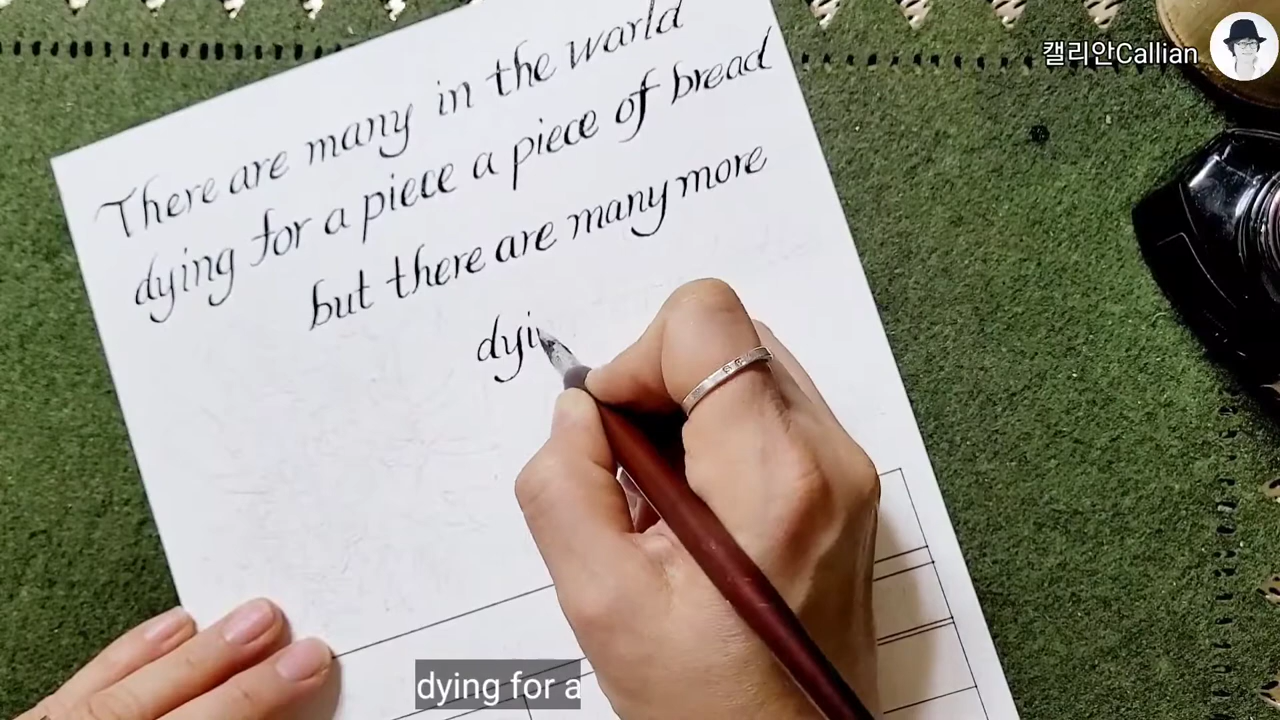 캘리안Callian
There are many in the world
dying for a piece a piece of bread
but there are many more
dyi
dying for a